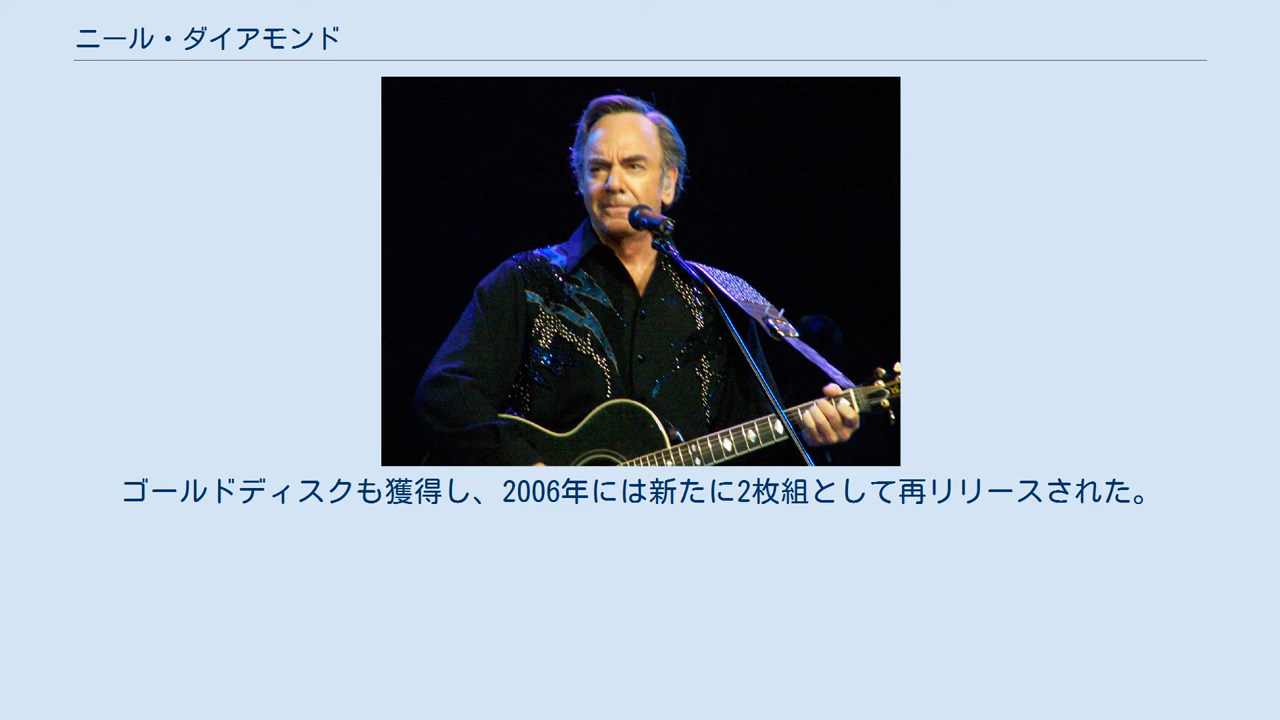 ニール・ダイアモンド
ゴールドディスクも獲得し、2006年には新たに2枚組として再リリースされた。